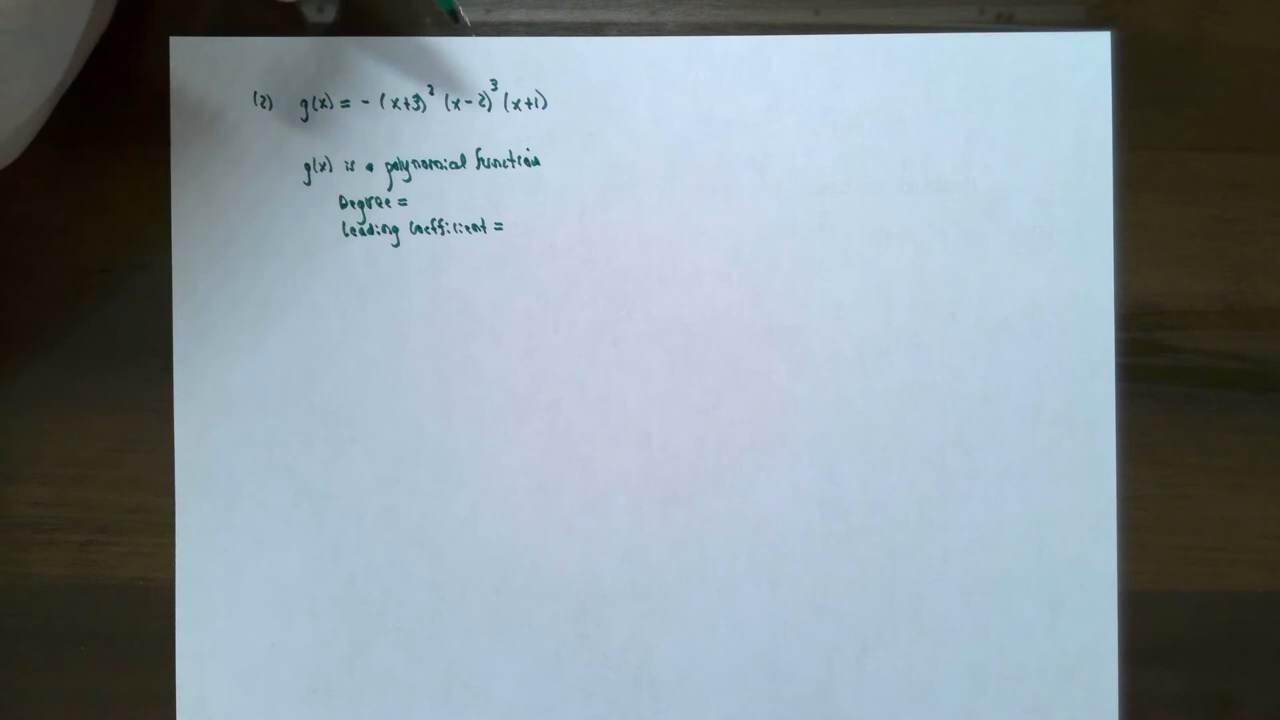 (2) g(x) = - (x+3)² (x-2)³ (x+1)
g(x) is a polynomial function
Degree =
Leading Coefficient =